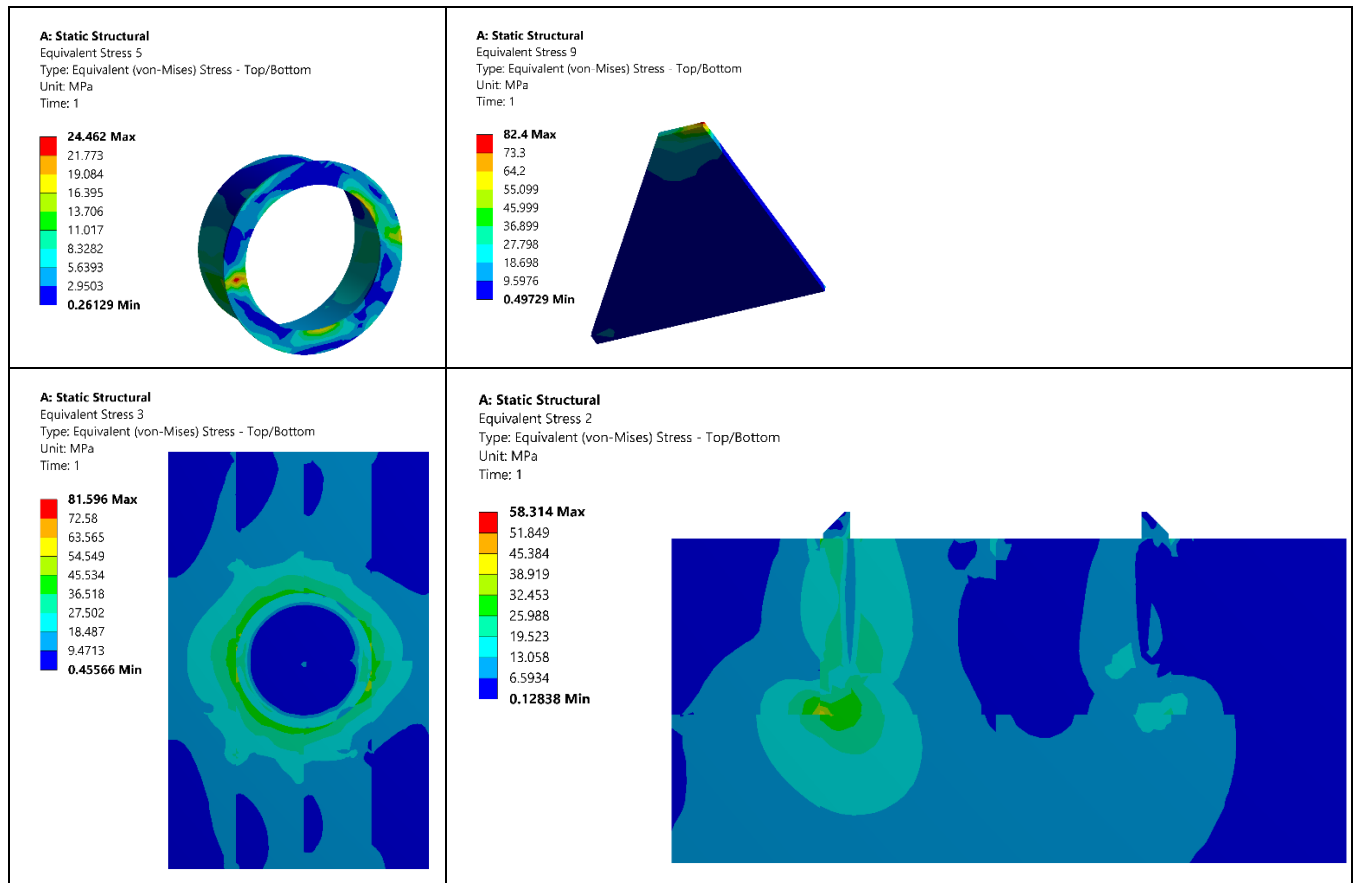 A: Static Structural
Equivalent Stress 5
Type: Equivalent (von-Mises) Stress - Top/Bottom
Unit: MPa
Time: 1
24.462 Max
21.773
19.084
16.395
13.706
11.017
8.3282
5.6393
2.9503
0.26129 Min
A: Static Structural
Equivalent Stress 9
Type: Equivalent (von-Mises) Stress - Top/Bottom
Unit: MPa
Time: 1
82.4 Max
73.3
64.2
55.099
45.999
36.899
27.798
18.698
9.5976
0.49729 Min
A: Static Structural
Equivalent Stress 3
Type: Equivalent (von-Mises) Stress - Top/Bottom
Unit: MPa
Time: 1
81.596 Max
72.58
63.565
54.549
45.534
36.518
27.502
18.487
9.4713
0.45566 Min
A: Static Structural
Equivalent Stress 2
Type: Equivalent (von-Mises) Stress - Top/Bottom
Unit: MPa
Time: 1
58.314 Max
51.849
45.384
38.919
32.453
25.988
19.523
13.058
6.5934
0.12838 Min